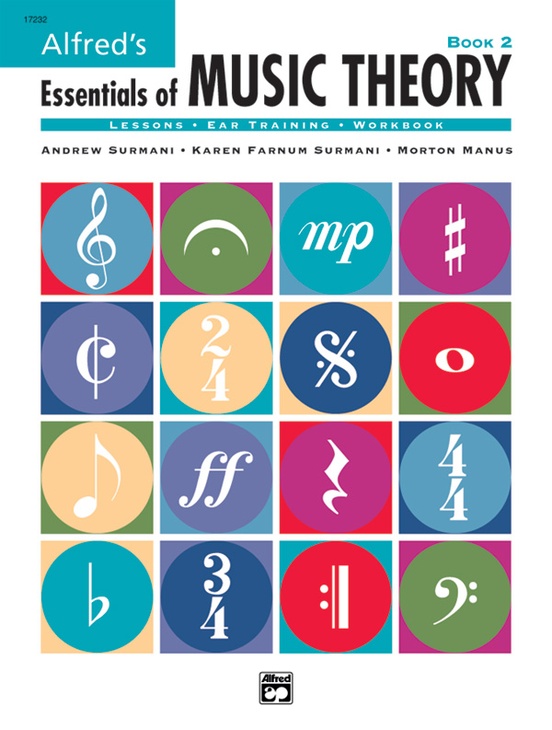 17232
Alfred's
Book 2
Essentials of MUSIC THEORY
Lessons • Ear Training • Workbook
Andrew Surmani • Karen Farnum Surmani • Morton Manus
mp
2
4
ff
4
4
3
4
Alfred